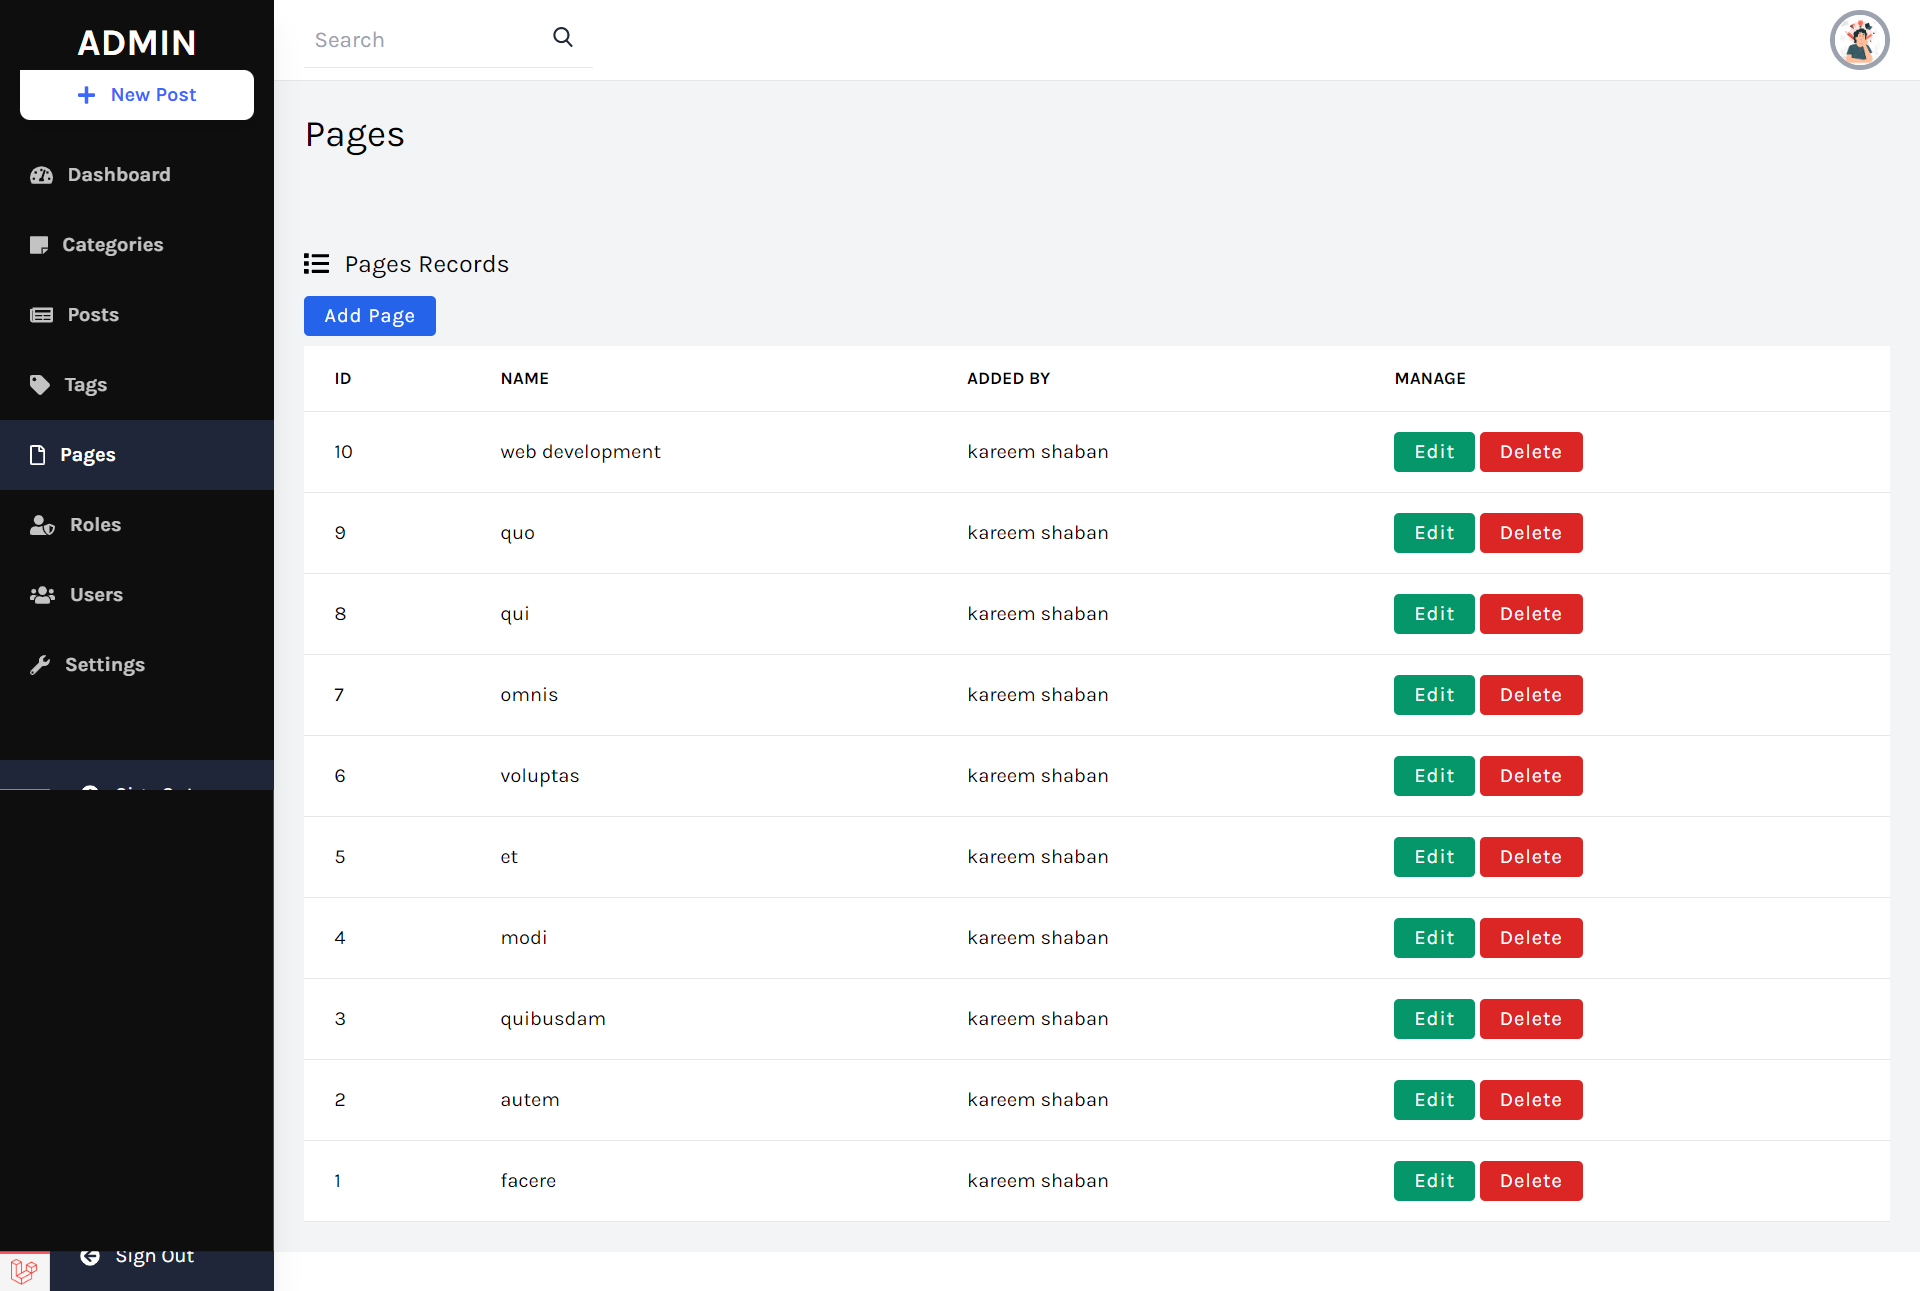 ADMIN
New Post
Dashboard
Categories
Posts
Tags
Pages
Roles
Users
Settings
Sign Out
Sign Out
Search
Pages
Pages Records
Add Page
ID NAME ADDED BY MANAGE
10 web development kareem shaban Edit Delete
9 quo kareem shaban Edit Delete
8 qui kareem shaban Edit Delete
7 omnis kareem shaban Edit Delete
6 voluptas kareem shaban Edit Delete
5 et kareem shaban Edit Delete
4 modi kareem shaban Edit Delete
3 quibusdam kareem shaban Edit Delete
2 autem kareem shaban Edit Delete
1 facere kareem shaban Edit Delete